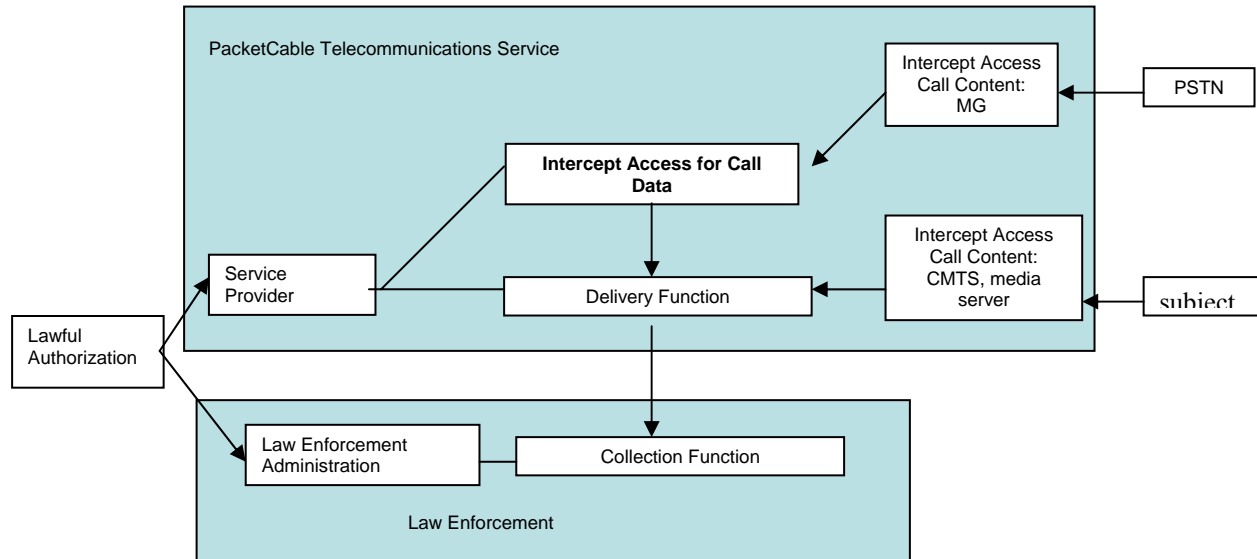 PacketCable Telecommunications Service
Intercept Access
Call Content:
MG
PSTN
Intercept Access for Call
Data
Intercept Access
Call Content:
CMTS, media
server
Service
Provider
Delivery Function
subject
Lawful
Authorization
Law Enforcement
Administration
Collection Function
Law Enforcement